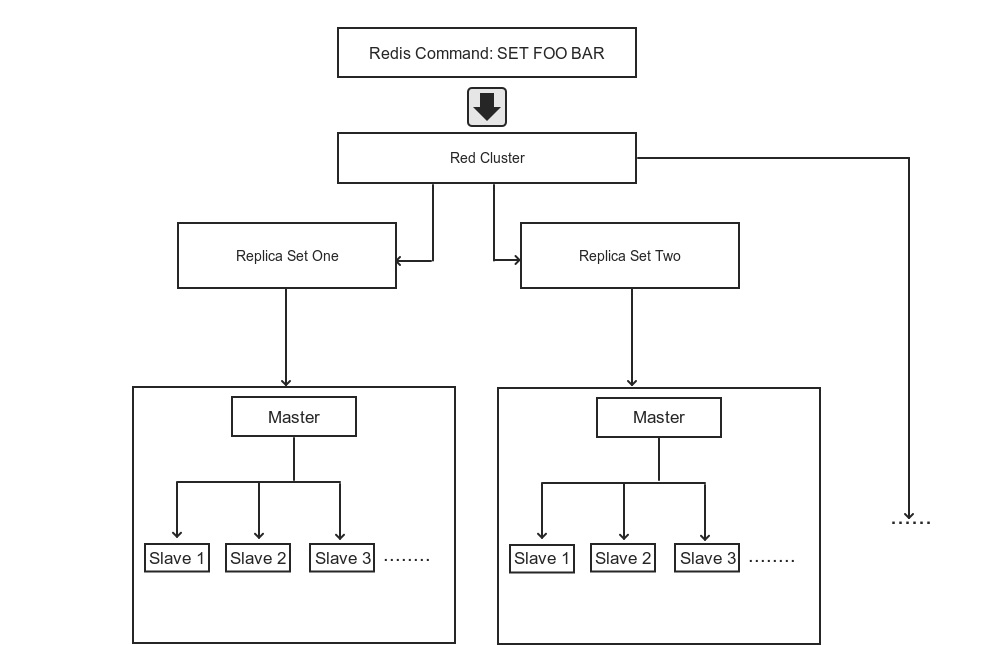 Redis Command: SET FOO BAR
Red Cluster
Replica Set One
Replica Set Two
Master
Slave 1
Slave 2
Slave 3
........
Master
Slave 1
Slave 2
Slave 3
........
......